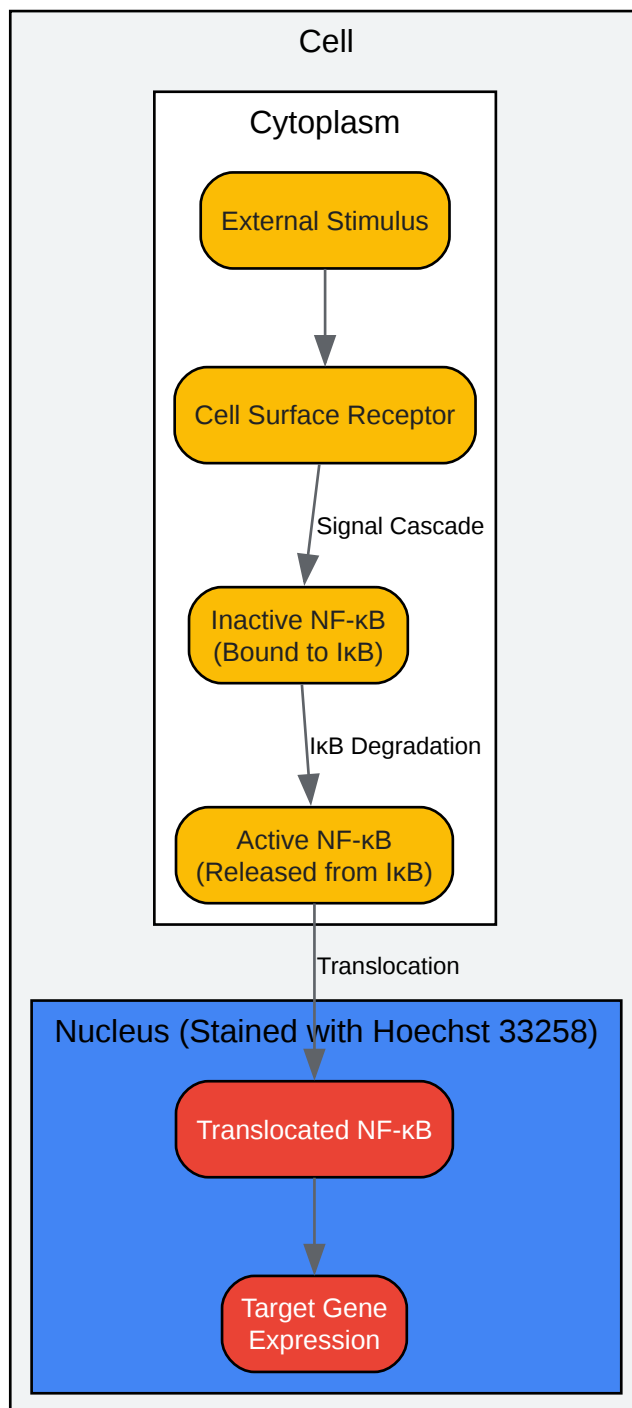 Cell
Cytoplasm
External Stimulus
Cell Surface Receptor
Signal Cascade
Inactive NF-κB
(Bound to IκB)
IκB Degradation
Active NF-κB
(Released from IκB)
Translocation
Nucleus (Stained with Hoechst 33258)
Translocated NF-κB
Target Gene
Expression